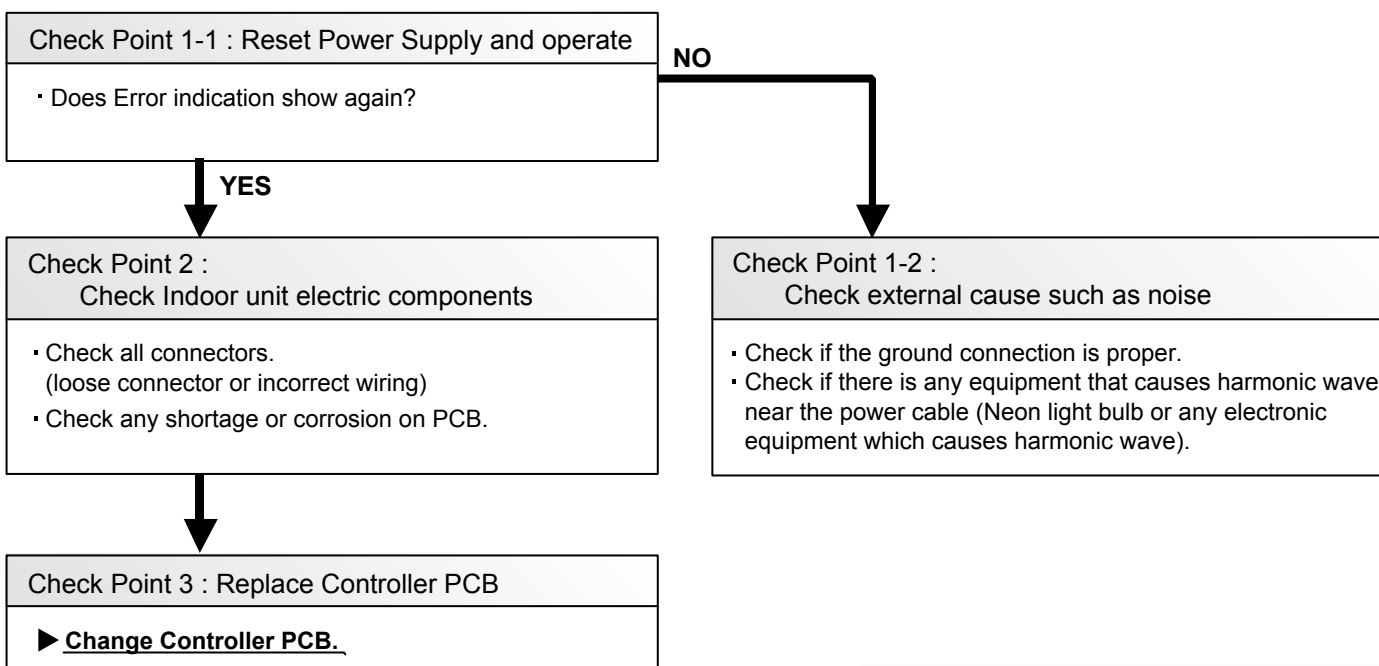 Check Point 1-1 : Reset Power Supply and operate
· Does Error indication show again?
NO
YES
Check Point 2 :
Check Indoor unit electric components
· Check all connectors.
(loose connector or incorrect wiring)
· Check any shortage or corrosion on PCB.
Check Point 1-2 :
Check external cause such as noise
· Check if the ground connection is proper.
· Check if there is any equipment that causes harmonic wave
near the power cable (Neon light bulb or any electronic
equipment which causes harmonic wave).
Check Point 3 : Replace Controller PCB
▶ Change Controller PCB.